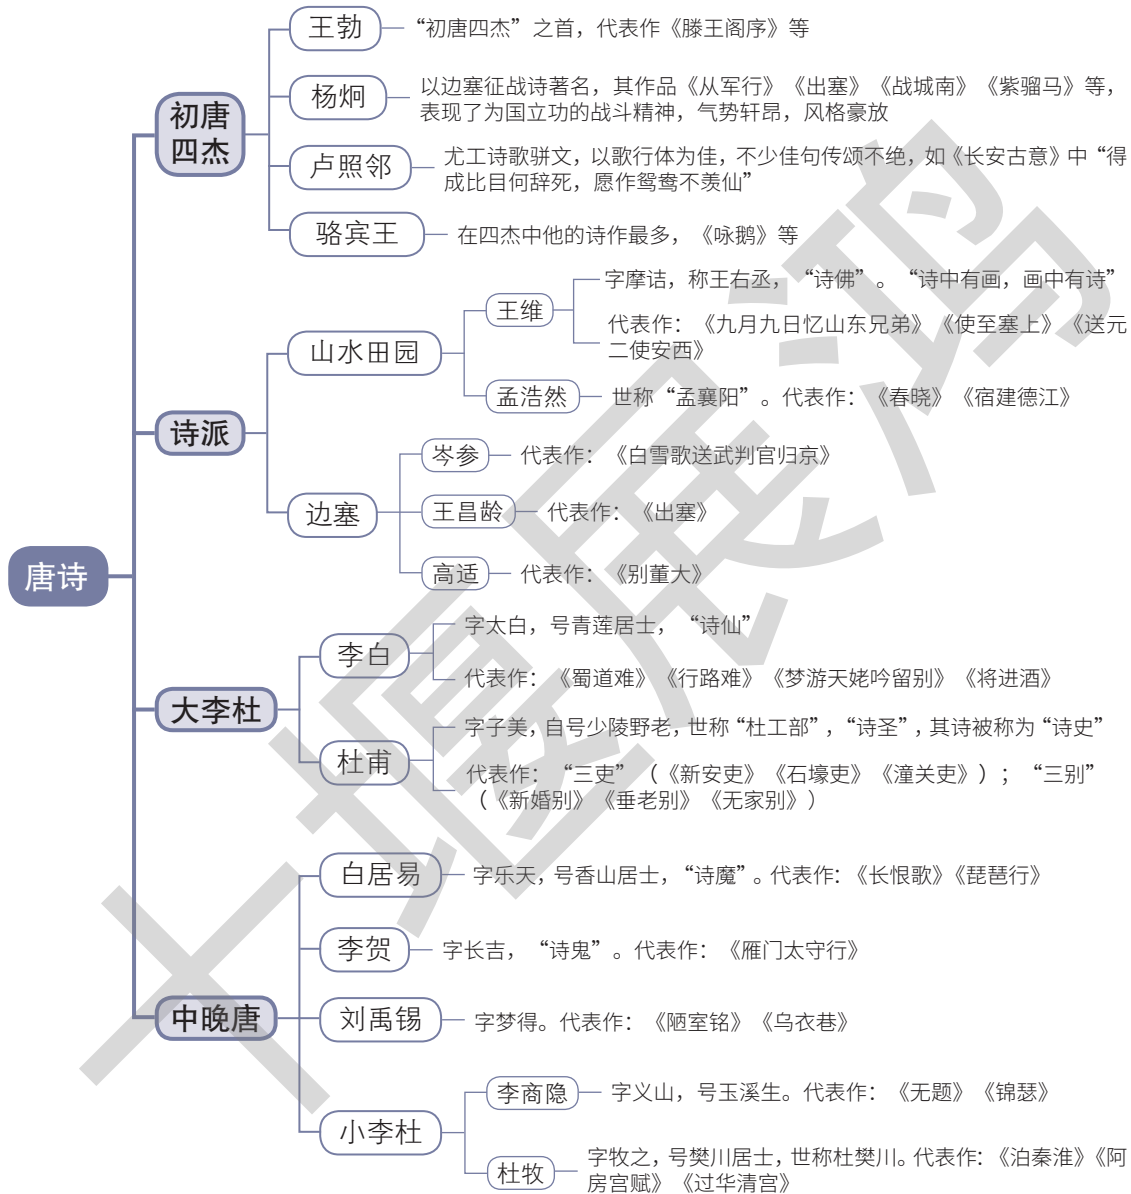 唐诗
初唐
四杰
王勃
“初唐四杰”之首，代表作《滕王阁序》等
杨炯
以边塞征战诗著名，其作品《从军行》《出塞》《战城南》《紫骝马》等，
表现了为国立功的战斗精神，气势轩昂，风格豪放
卢照邻
尤工诗歌骈文，以歌行体为佳，不少佳句传颂不绝，如《长安古意》中“得
成比目何辞死，愿作鸳鸯不羡仙”
骆宾王
在四杰中他的诗作最多，《咏鹅》等
诗派
山水田园
王维
字摩诘，称王右丞，“诗佛”。“诗中有画，画中有诗”
代表作：《九月九日忆山东兄弟》《使至塞上》《送元
二使安西》
孟浩然
世称“孟襄阳”。代表作：《春晓》《宿建德江》
边塞
岑参
代表作：《白雪歌送武判官归京》
王昌龄
代表作：《出塞》
高适
代表作：《别董大》
大李杜
李白
字太白，号青莲居士，“诗仙”
代表作：《蜀道难》《行路难》《梦游天姥吟留别》《将进酒》
杜甫
字子美，自号少陵野老，世称“杜工部”，“诗圣”，其诗被称为“诗史”
代表作：“三吏”（《新安吏》《石壕吏》《潼关吏》）；“三别”
（《新婚别》《垂老别》《无家别》）
中晚唐
白居易
字乐天，号香山居士，“诗魔”。代表作：《长恨歌》《琵琶行》
李贺
字长吉，“诗鬼”。代表作：《雁门太守行》
刘禹锡
字梦得。代表作：《陋室铭》《乌衣巷》
小李杜
李商隐
字义山，号玉溪生。代表作：《无题》《锦瑟》
杜牧
字牧之，号樊川居士，世称杜樊川。代表作：《泊秦淮》《阿
房宫赋》《过华清宫》
十堰展鸿